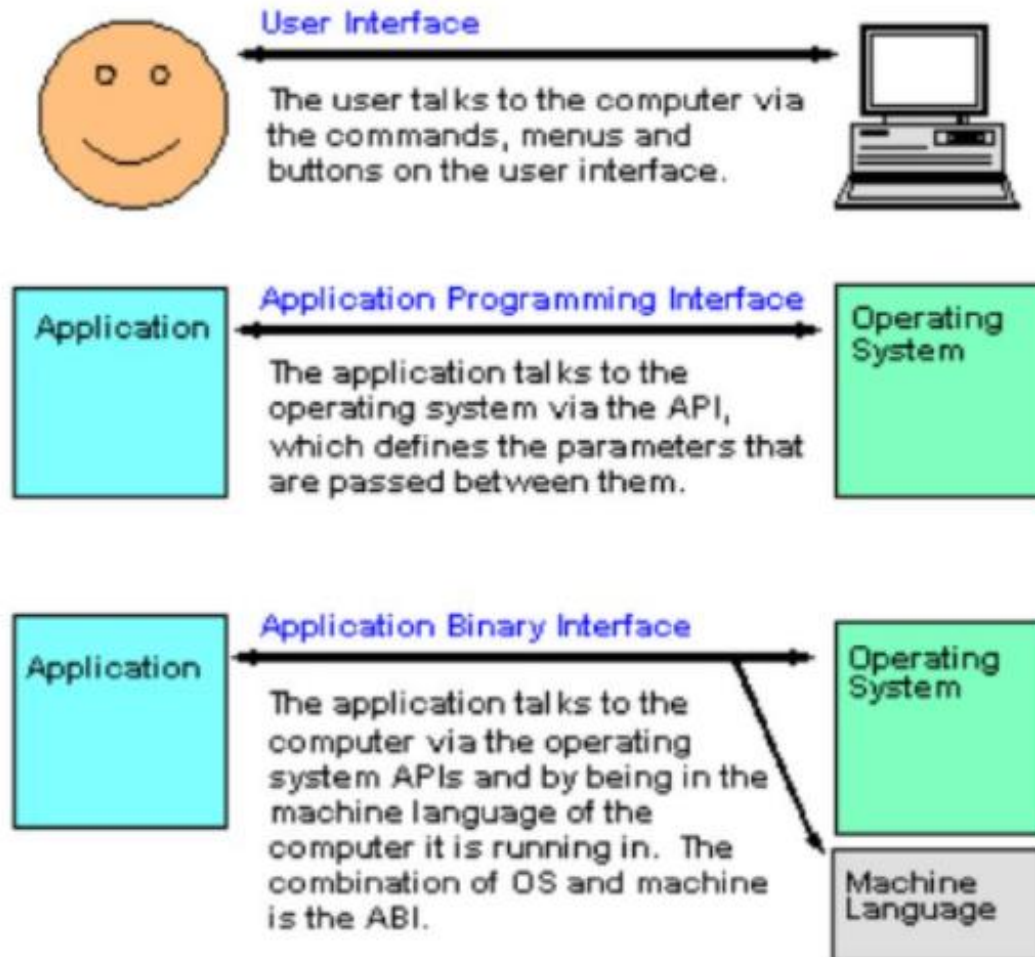 User Interface
The user talks to the computer via
the commands, menus and
buttons on the user interface.
Application
Application Programming Interface
Operating
System
The application talks to the
operating system via the API,
which defines the parameters that
are passed between them.
Application
Application Binary Interface
Operating
System
The application talks to the
computer via the operating
system APIs and by being in the
machine language of the
computer it is running in. The
combination of OS and machine
is the ABI.
Machine
Language